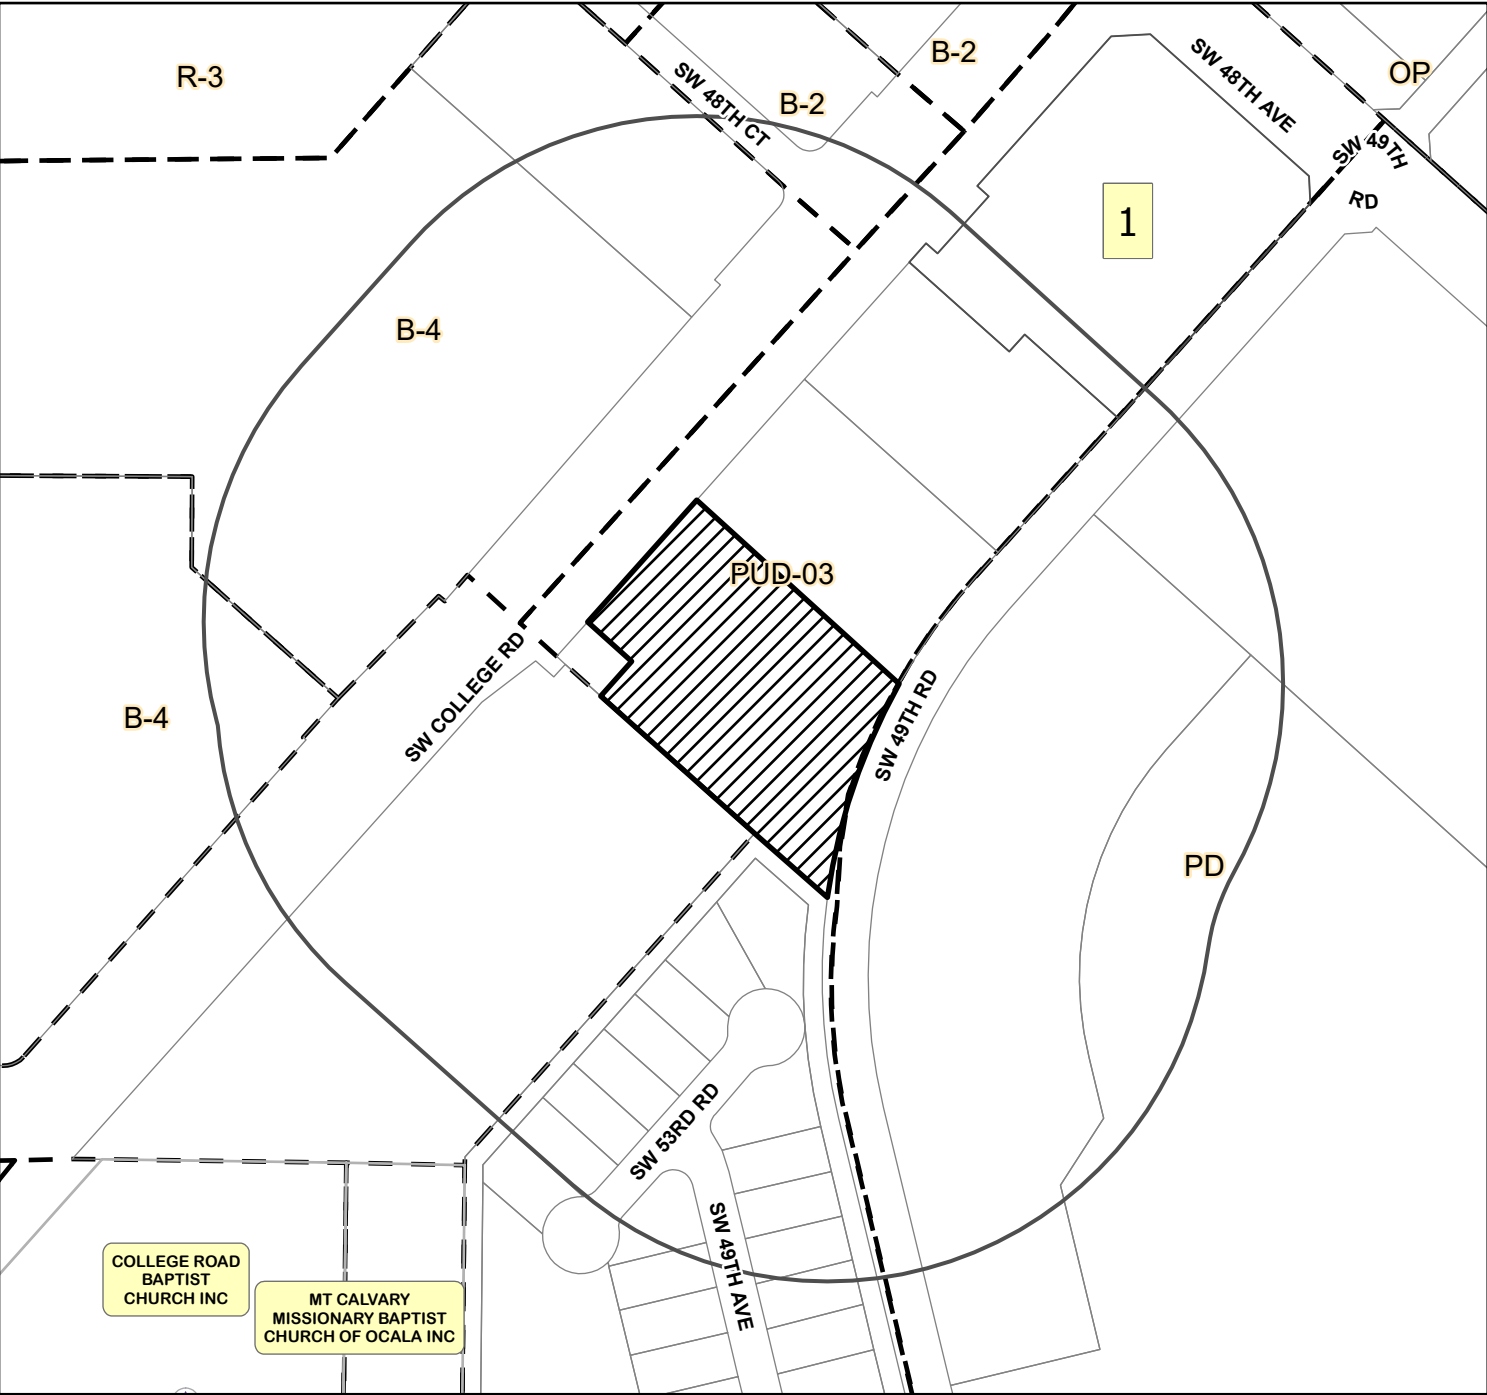 R-3
B-2
OP
SW 48TH AVE
SW 48TH CT
B-2
SW 49TH
RD
1
B-4
PUD-03
SW COLLEGE RD
SW 49TH RD
B-4
PD
SW 53RD RD
SW 49TH AVE
COLLEGE ROAD
BAPTIST
CHURCH INC
MT CALVARY
MISSIONARY BAPTIST
CHURCH OF OCALA INC